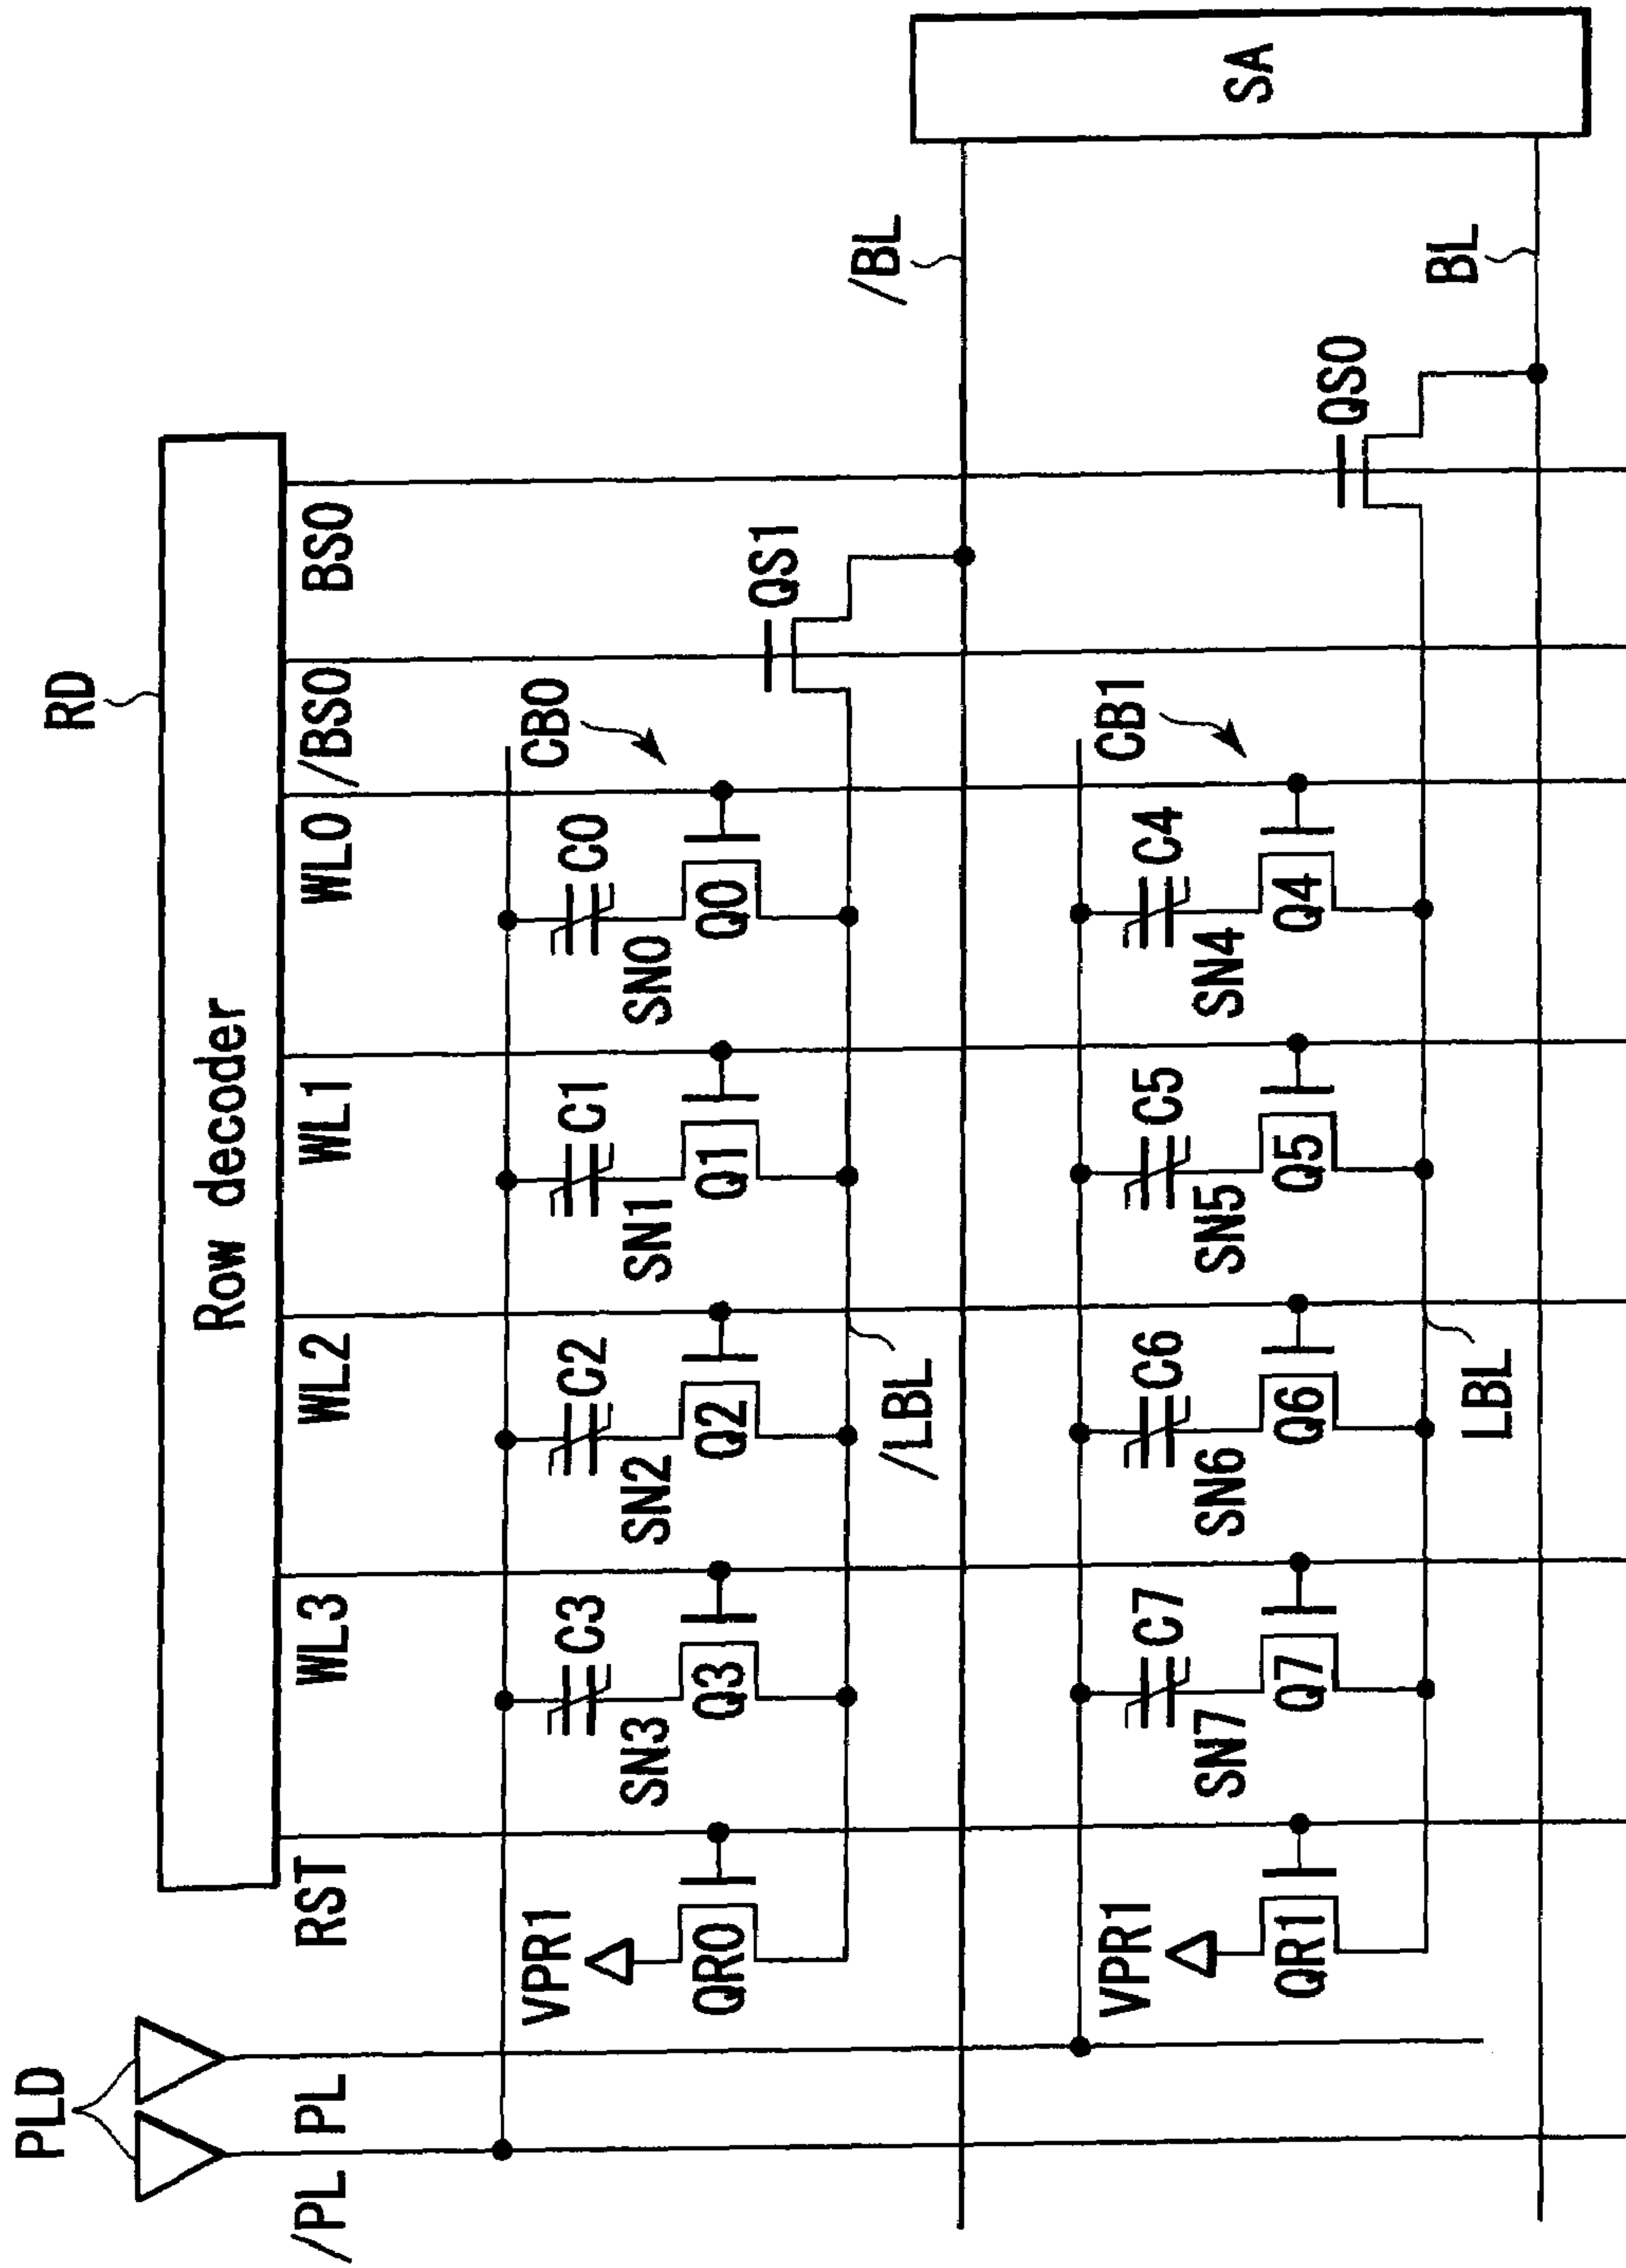 PLD
RD
Row decoder
/PL
PL
RST
WL3
WL2
WL1
WL0
/BS0
BS0
VPR1
C3
C2
C1
C0
CB0
SN3
SN2
SN1
SN0
QR0
Q3
Q2
Q1
Q0
QS1
/LBL
/BL
VPR1
C7
C6
C5
C4
CB1
SN7
SN6
SN5
SN4
SA
QR1
Q7
Q6
Q5
Q4
QS0
LBL
BL